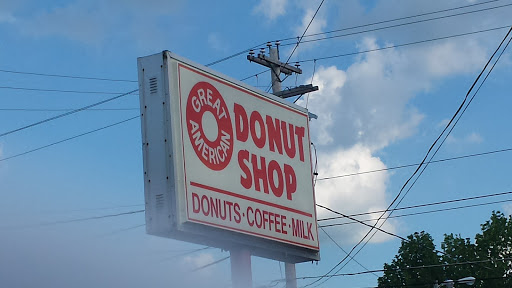 GREAT
AMERICAN
DONUT
SHOP
DONUTS · COFFEE · MILK